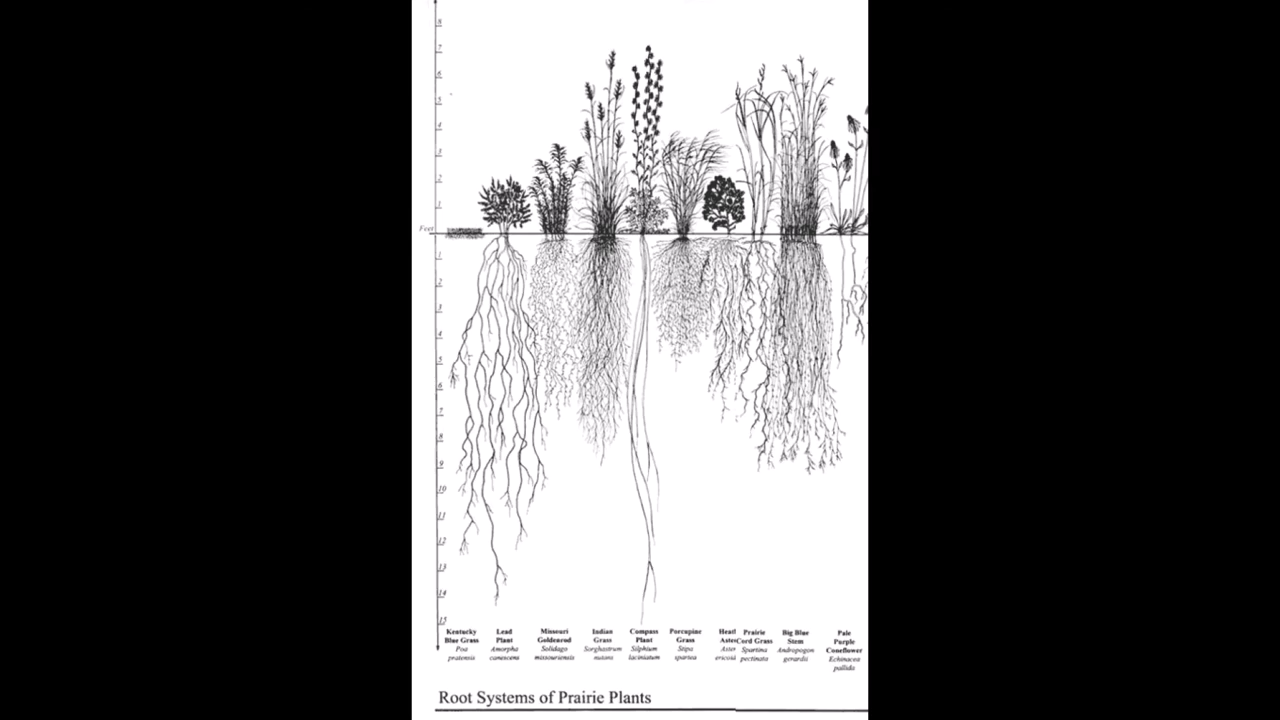 8
7
6
5
4
3
2
1
Feet
1
2
3
4
5
6
7
8
9
10
11
12
13
14
15
Kentucky
Blue Grass
Poa
pratensis
Lead
Plant
Amorpha
canescens
Missouri
Goldenrod
Solidago
missouriensis
Indian
Grass
Sorghastrum
nutans
Compass
Plant
Silphium
laciniatum
Porcupine
Grass
Stipa
spartea
Heatl
Aster
Aster
ericoid
Prairie
Cord Grass
Spartina
pectinata
Big Blue
Stem
Andropogon
gerardii
Pale
Purple
Coneflower
Echinacea
pallida
Root Systems of Prairie Plants